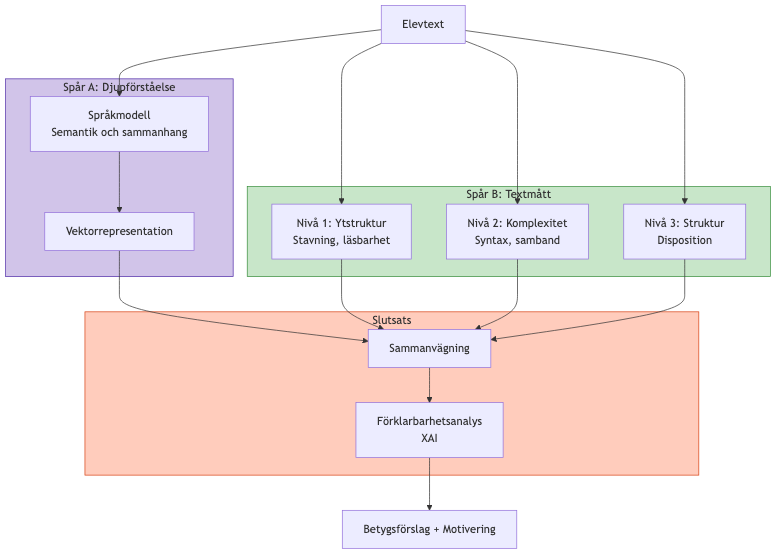 Elevtext
Spår A: Djupförståelse
Språkmodell
Semantik och sammanhang
Vektorrepresentation
Spår B: Textmått
Nivå 1: Ytstruktur
Stavning, läsbarhet
Nivå 2: Komplexitet
Syntax, samband
Nivå 3: Struktur
Disposition
Slutsats
Sammanvägning
Förklarbarhetsanalys
XAI
Betygsförslag + Motivering